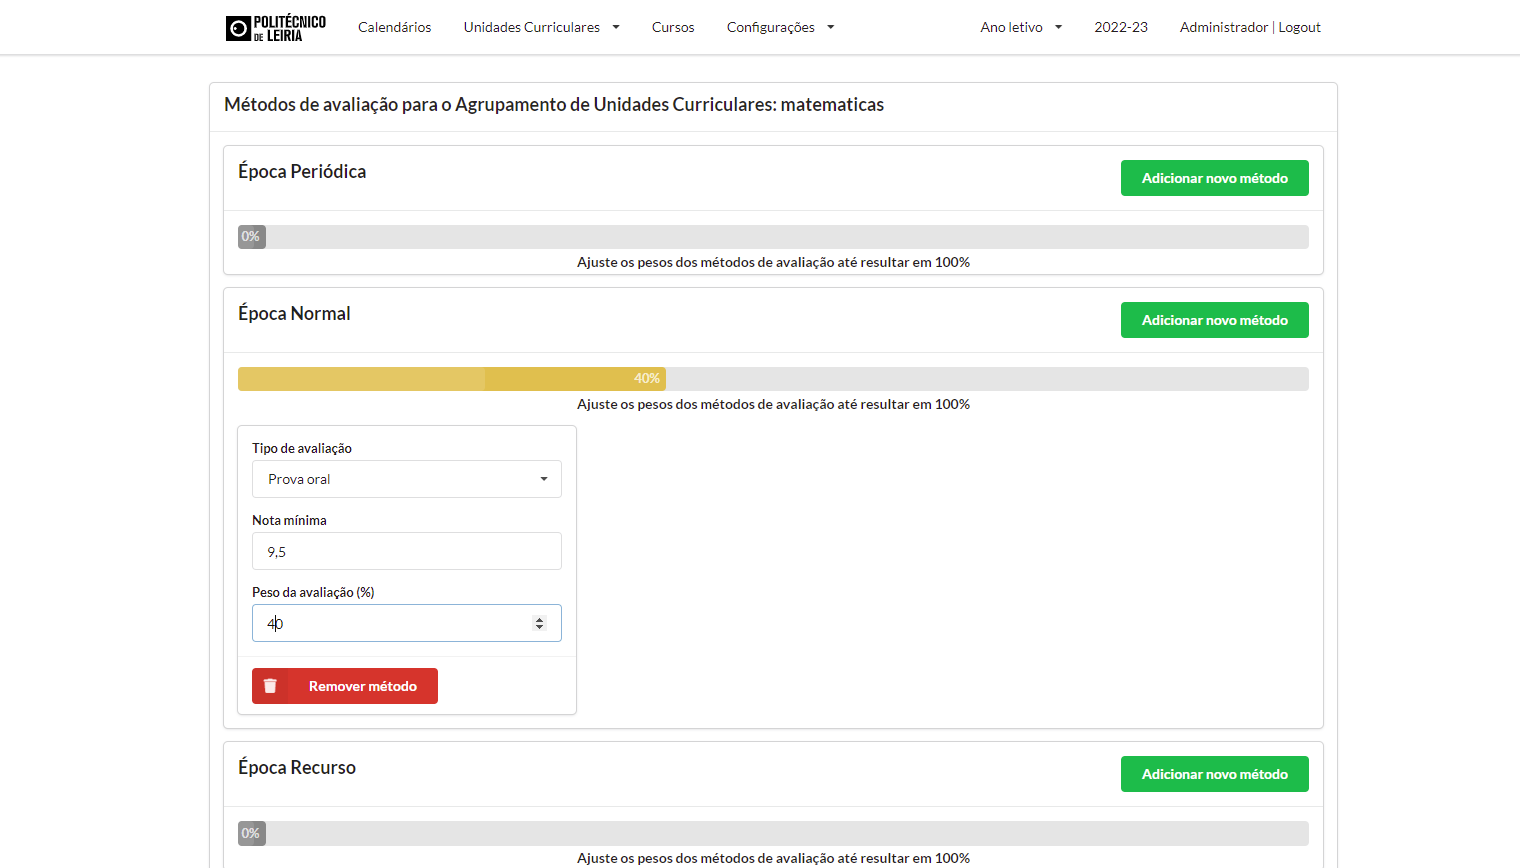 POLITÉCNICO
DE LEIRIA
Calendários
Unidades Curriculares
Cursos
Configurações
Ano letivo
2022-23
Administrador | Logout
Métodos de avaliação para o Agrupamento de Unidades Curriculares: matematicas
Época Periódica
Adicionar novo método
0%
Ajuste os pesos dos métodos de avaliação até resultar em 100%
Época Normal
Adicionar novo método
40%
Ajuste os pesos dos métodos de avaliação até resultar em 100%
Tipo de avaliação
Prova oral
Nota mínima
9,5
Peso da avaliação (%)
40
Remover método
Época Recurso
Adicionar novo método
0%
Ajuste os pesos dos métodos de avaliação até resultar em 100%